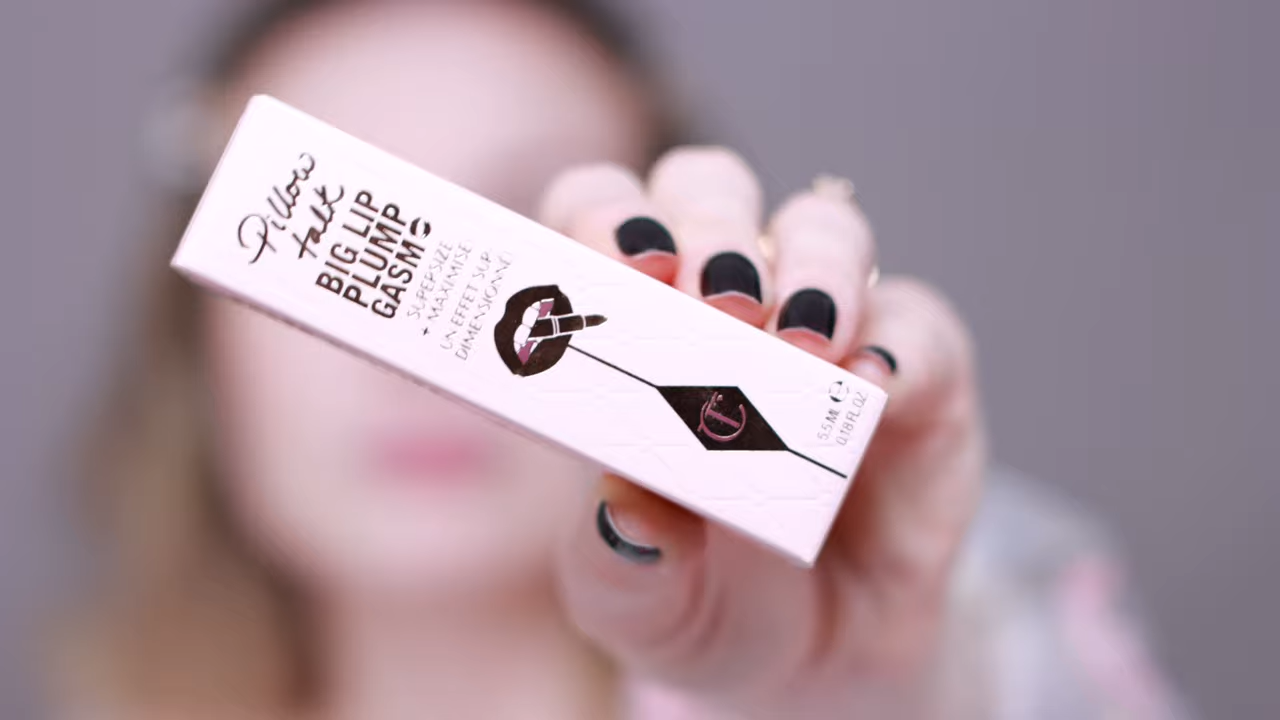 Pillow
talk
BIG LIP
PLUMP
GASM
SUPERSIZE
+ MAXIMISE
UN EFFET SUP
DIMENSIONNÉ
CT
5.5 ML e
0.18 FL.OZ.